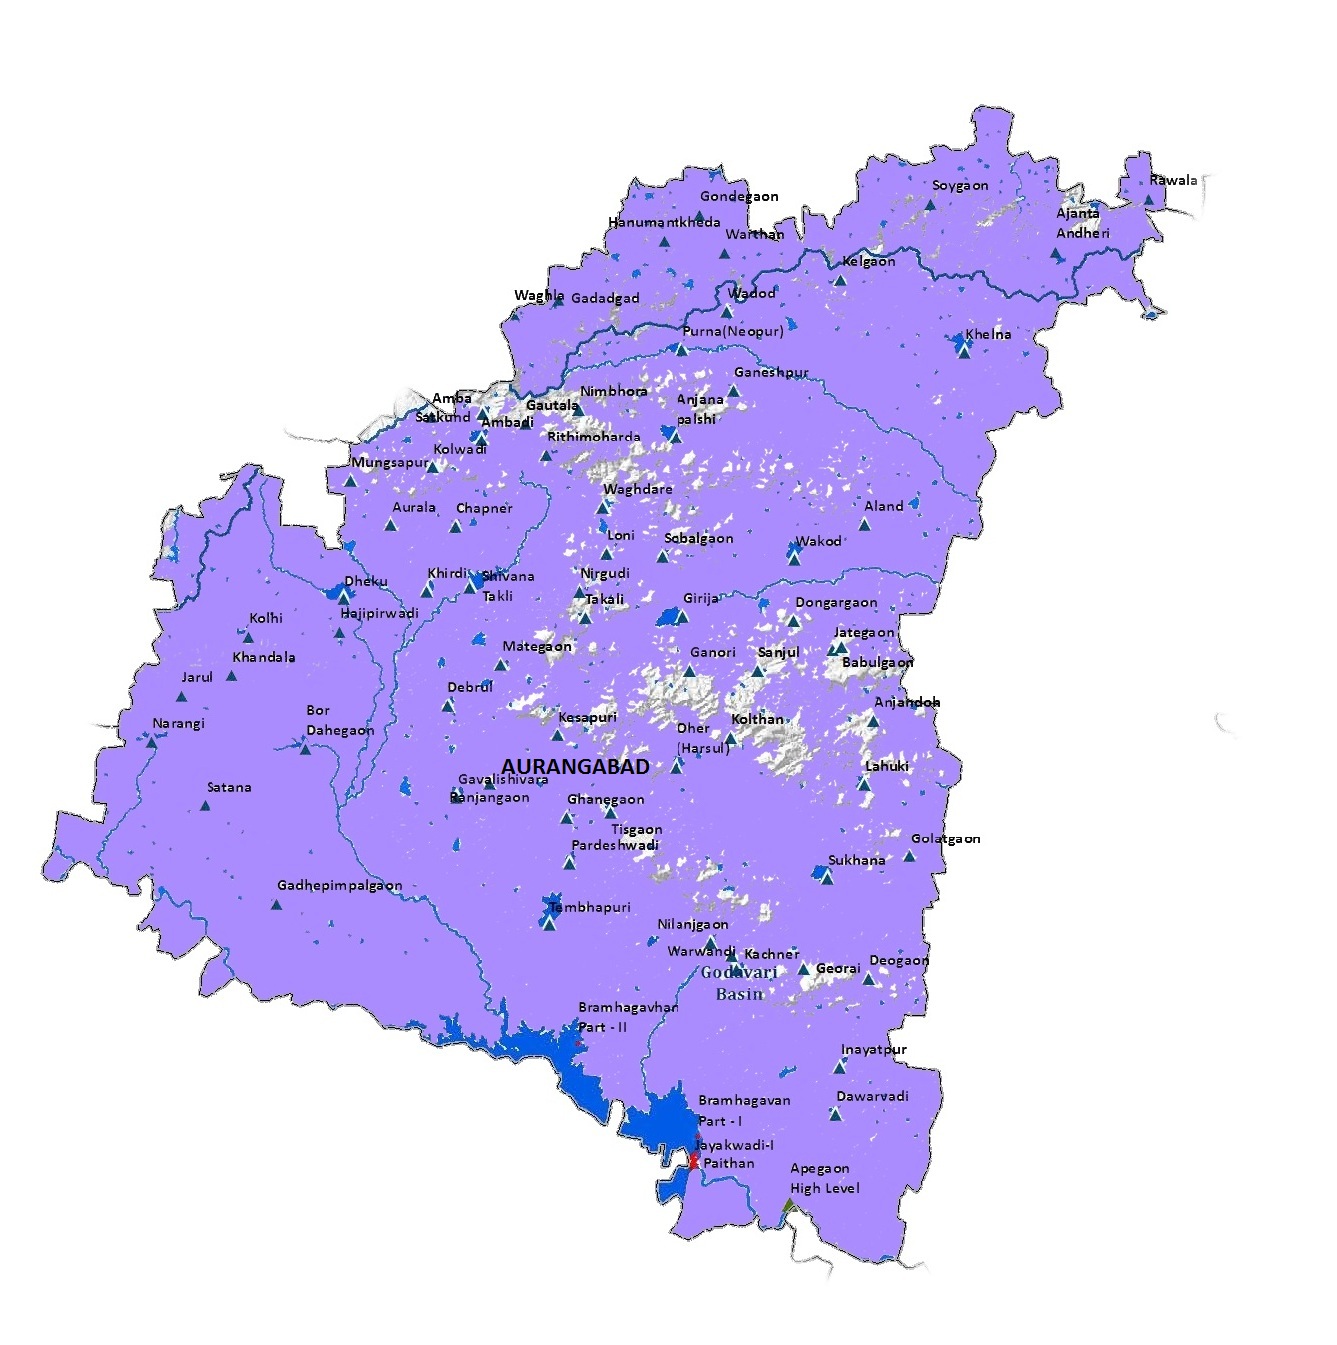 Rawala
Soygaon
Gondegaon
Ajanta
Andheri
Hanumantkheda
Warthan
Kelgaon
Wadod
Waghla
Gadadgad
Purna(Neopur)
Khelna
Ganeshpur
Nimbhora
Amba
Anjana
palshi
Gautala
Satkund
Ambadi
Rithimoharda
Kolwadi
Mungsapur
Waghdare
Aurala
Chapner
Aland
Loni
Sobalgaon
Wakod
Khirdi
Shivana
Takli
Nirgudi
Dheku
Takali
Girija
Dongargaon
Hajipirwadi
Kolhi
Jategaon
Mategaon
Ganori
Sanjul
Khandala
Babulgaon
Jarul
Debrul
Anjandoh
Bor
Dahegaon
Narangi
Kesapuri
Kolthan
Dher
(Harsul)
AURANGABAD
Lahuki
Gavalishivara
Satana
Ranjangaon
Ghanegaon
Tisgaon
Pardeshwadi
Golatgaon
Sukhana
Gadhepimpalgaon
Tembhapuri
Nilanjgaon
Warwandi
Kachner
Deogaon
Georai
Godavari
Basin
Bramhagavhan
Part - II
Inayatpur
Dawarvadi
Bramhagavan
Part - I
Jayakwadi-I
Paithan
Apegaon
High Level